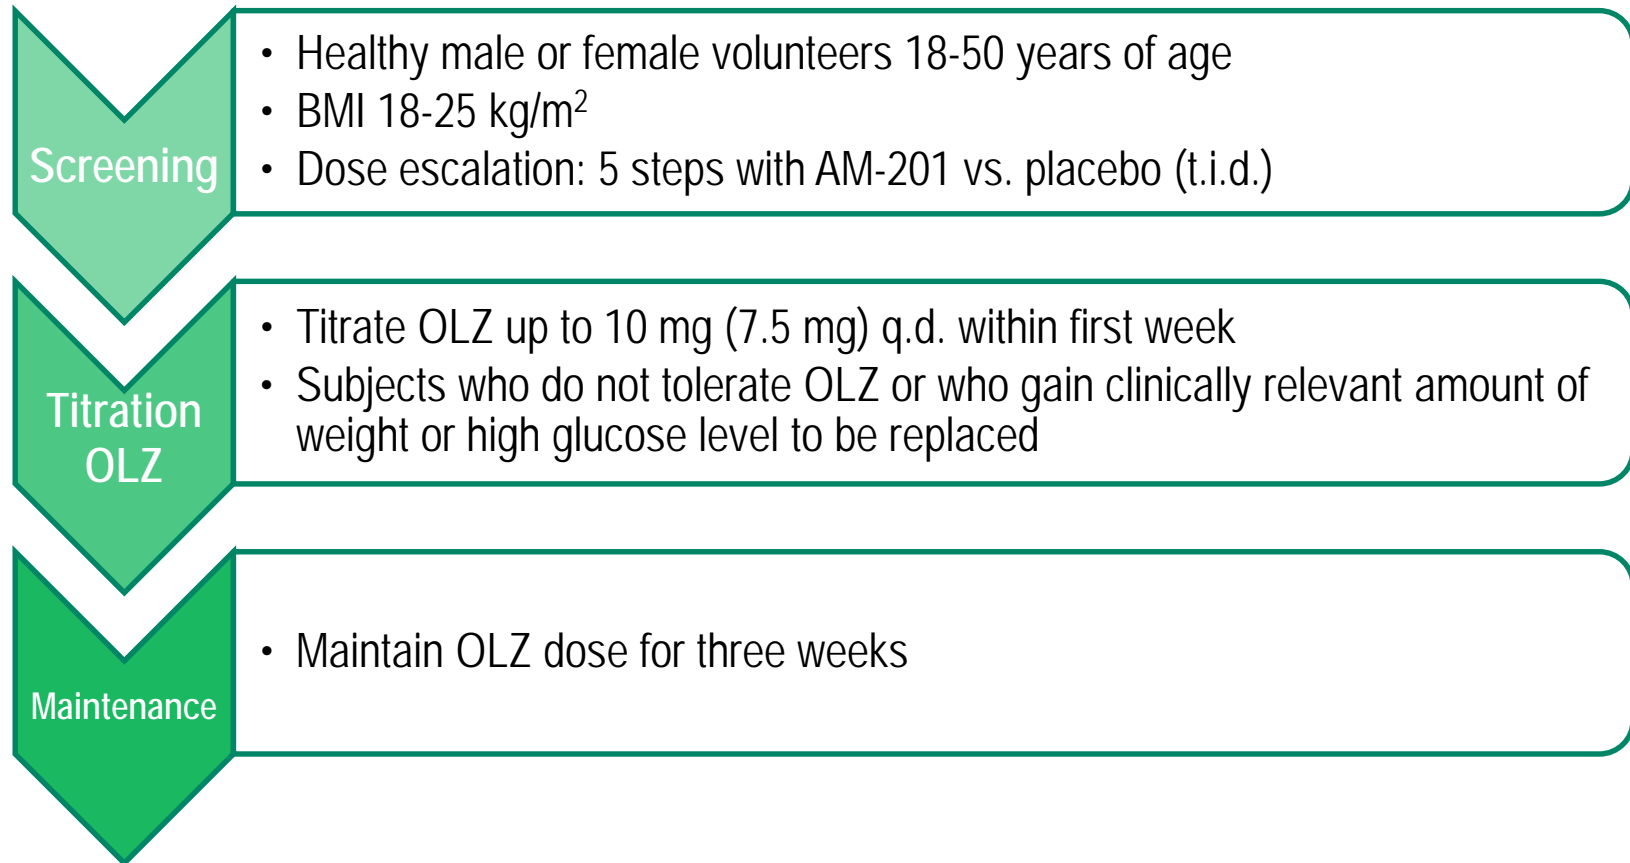 Screening
• Healthy male or female volunteers 18-50 years of age
• BMI 18-25 kg/m²
• Dose escalation: 5 steps with AM-201 vs. placebo (t.i.d.)
Titration
OLZ
• Titrate OLZ up to 10 mg (7.5 mg) q.d. within first week
• Subjects who do not tolerate OLZ or who gain clinically relevant amount of
weight or high glucose level to be replaced
Maintenance
• Maintain OLZ dose for three weeks